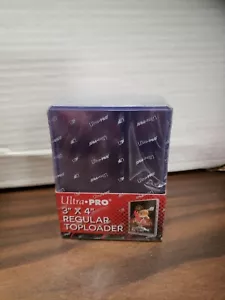 Ultra•PRO®
3" X 4"
REGULAR
TOPLOADER